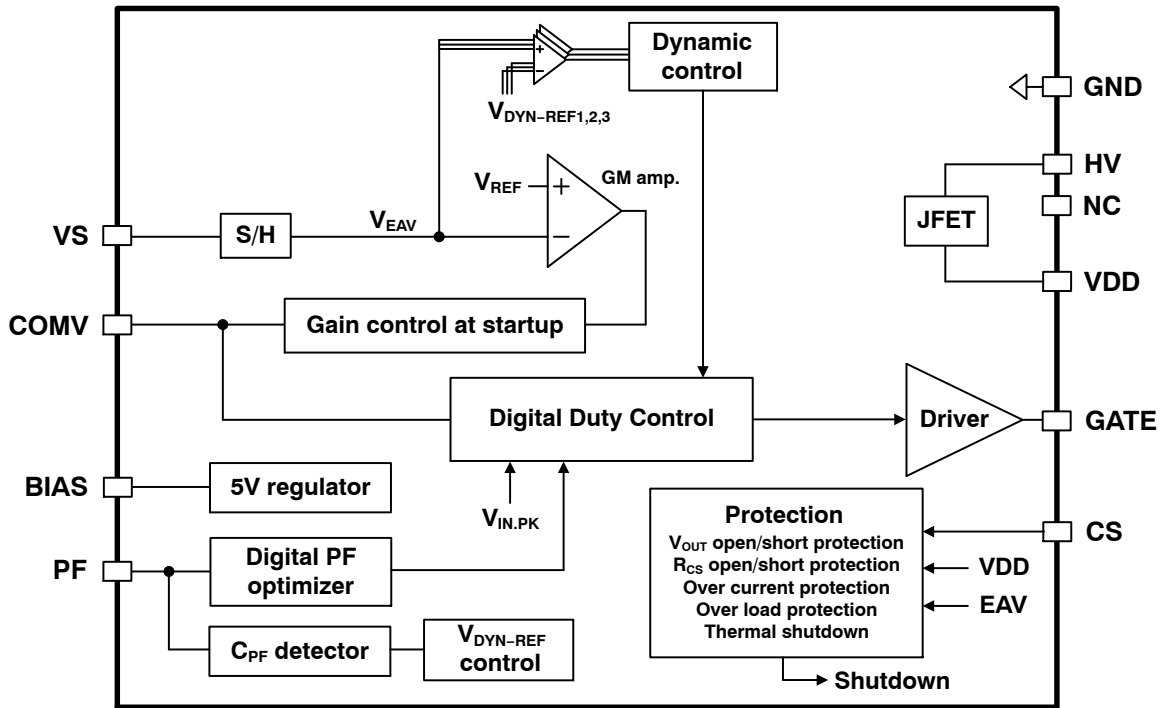 Dynamic
control
+
−
VDYN−REF1,2,3
GND
HV
NC
JFET
VDD
VREF
+
GM amp.
−
VS
S/H
VEAV
COMV
Gain control at startup
Digital Duty Control
Driver
GATE
BIAS
5V regulator
VIN.PK
PF
Digital PF
optimizer
CPF detector
VDYN−REF
control
Protection
VOUT open/short protection
RCS open/short protection
Over current protection
Over load protection
Thermal shutdown
CS
VDD
EAV
Shutdown